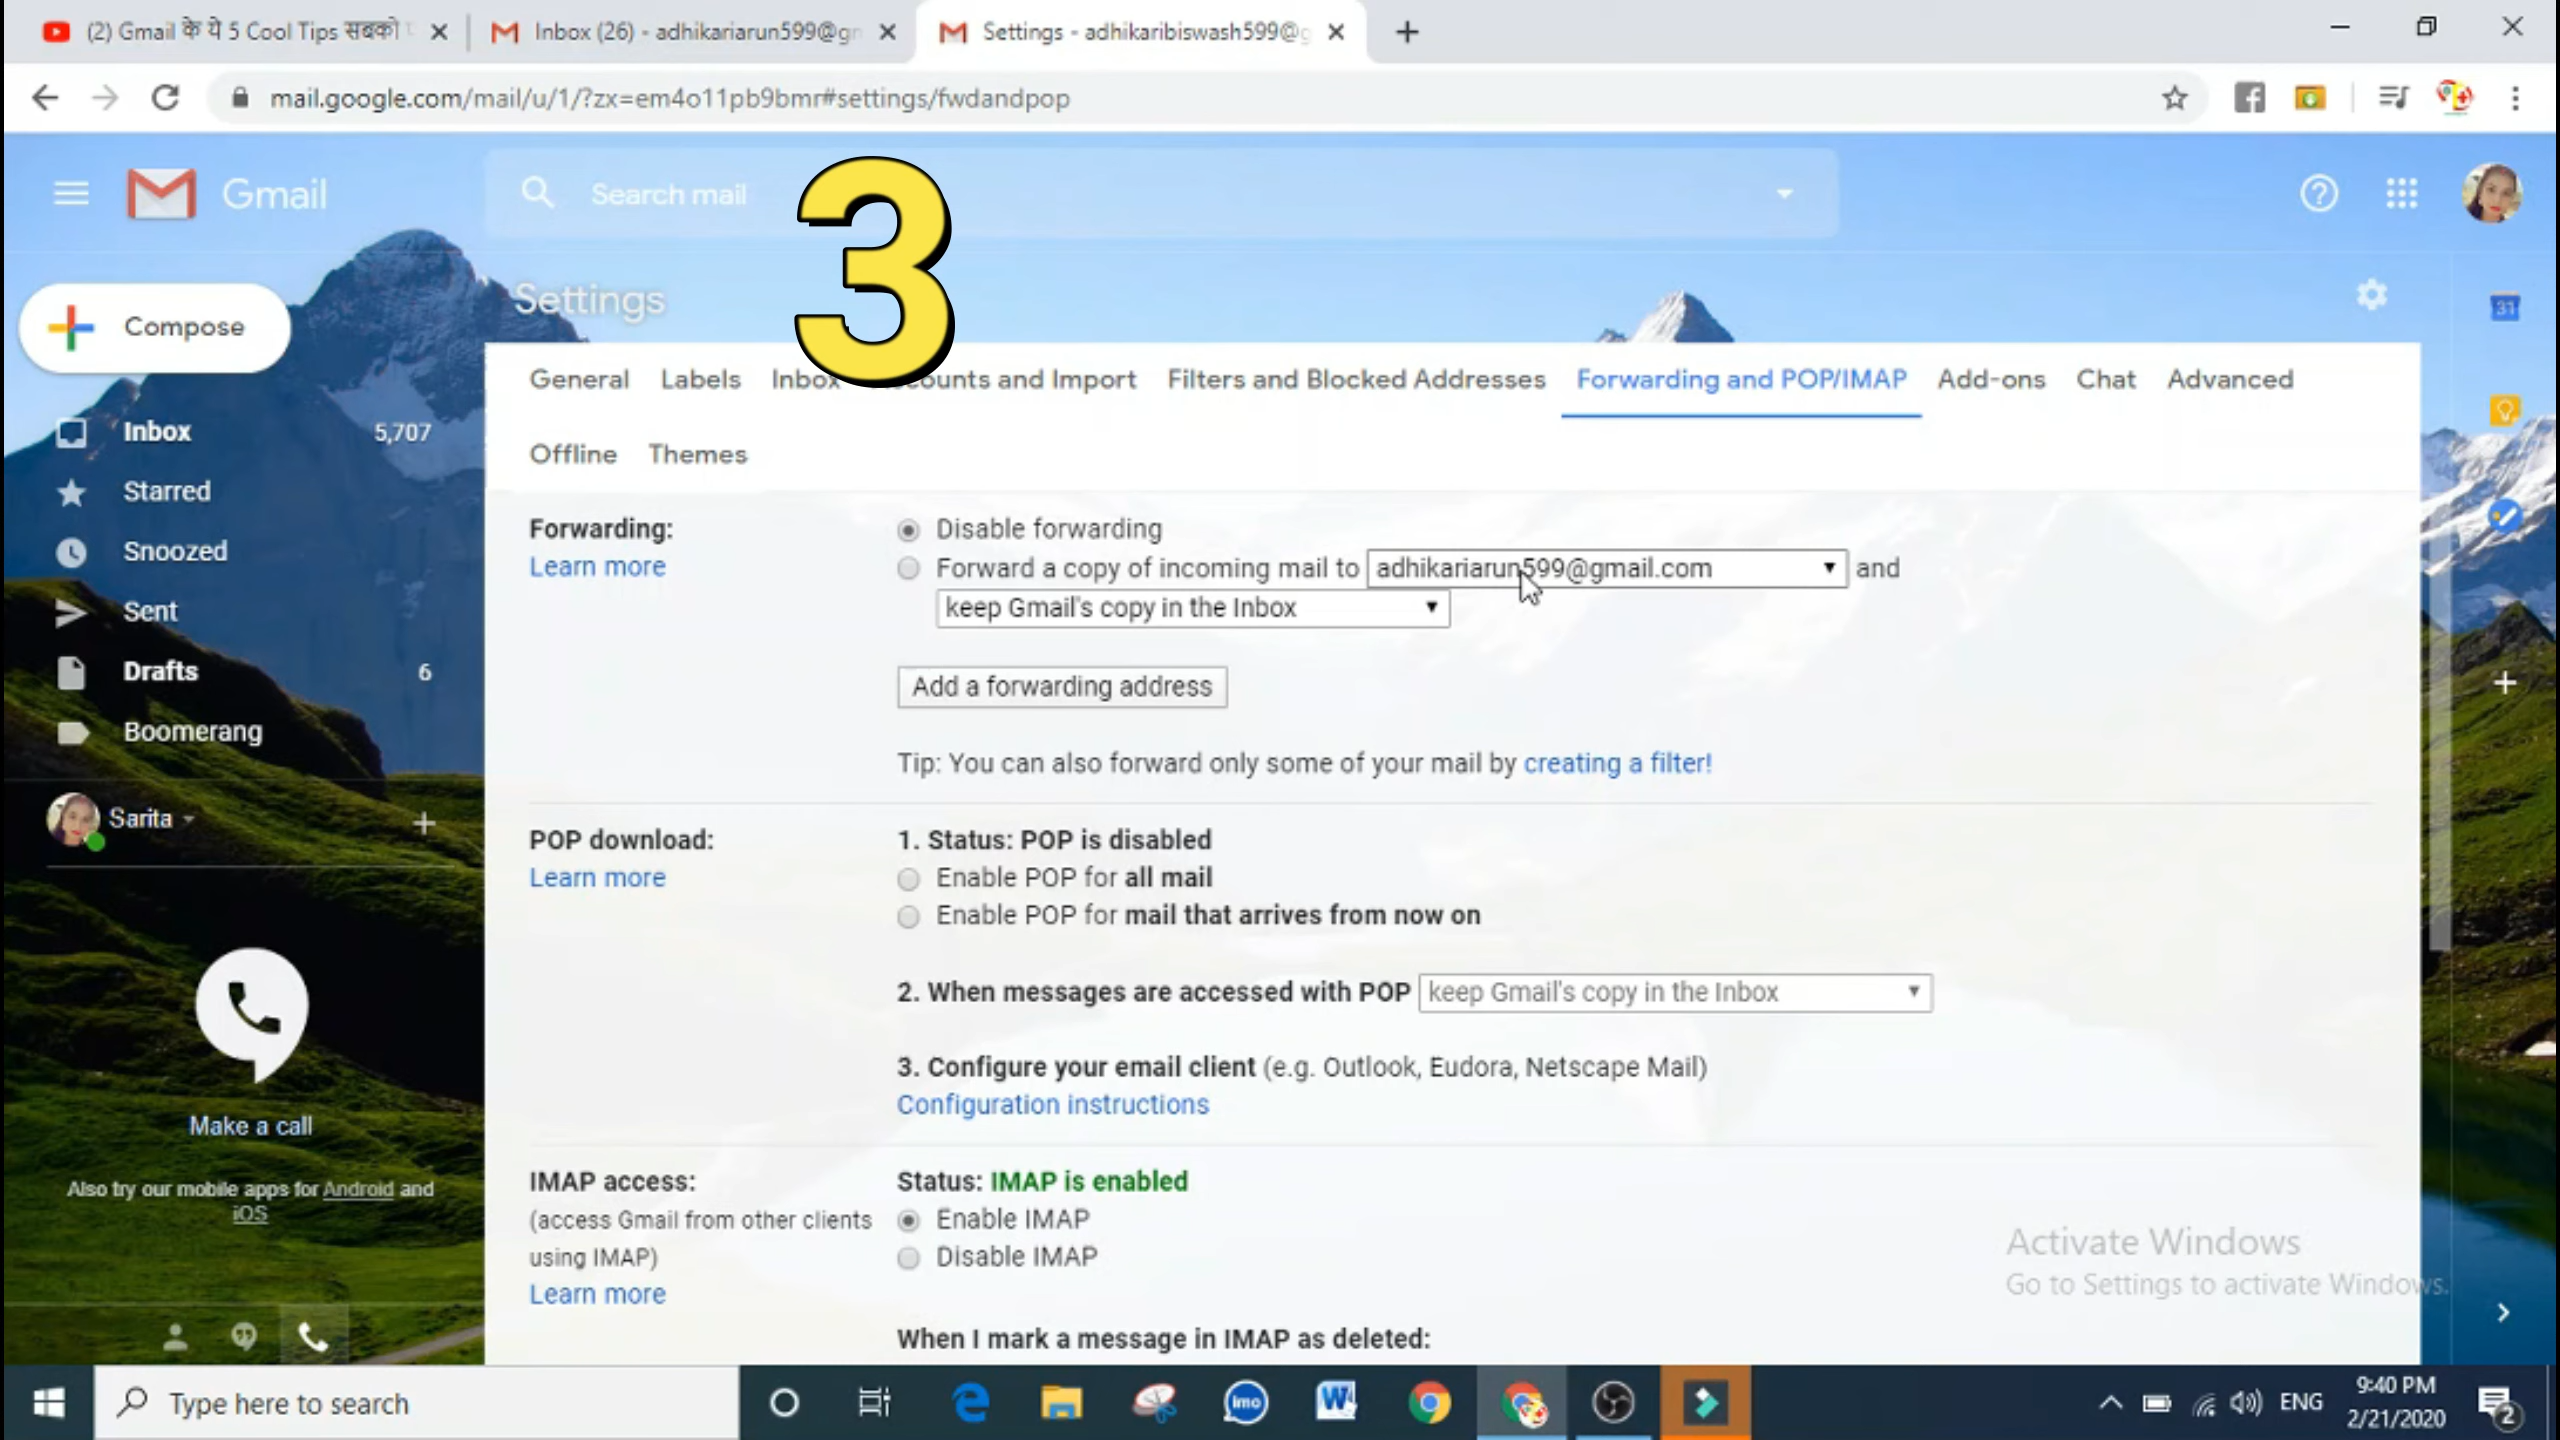 (2) Gmail के ये 5 Cool Tips सबको
Inbox (26) - adhikariarun599@gm
Settings - adhikaribiswash599@g
mail.google.com/mail/u/1/?zx=em4o11pb9bmr#settings/fwdandpop
Gmail
Search mail
3
Compose
Settings
31
General Labels Inbox counts and Import Filters and Blocked Addresses Forwarding and POP/IMAP Add-ons Chat Advanced
Offline Themes
Inbox 5,707
Starred
Snoozed
Sent
Drafts 6
Boomerang
Sarita
Make a call
Also try our mobile apps for Android and
iOS
Forwarding:
Learn more
Disable forwarding
Forward a copy of incoming mail to adhikariarun599@gmail.com and
keep Gmail's copy in the Inbox
Add a forwarding address
Tip: You can also forward only some of your mail by creating a filter!
POP download:
Learn more
1. Status: POP is disabled
Enable POP for all mail
Enable POP for mail that arrives from now on
2. When messages are accessed with POP keep Gmail's copy in the Inbox
3. Configure your email client (e.g. Outlook, Eudora, Netscape Mail)
Configuration instructions
IMAP access:
(access Gmail from other clients
using IMAP)
Learn more
Status: IMAP is enabled
Enable IMAP
Disable IMAP
When I mark a message in IMAP as deleted:
Activate Windows
Go to Settings to activate Windows.
Type here to search
imo
W
ENG
9:40 PM
2/21/2020
2